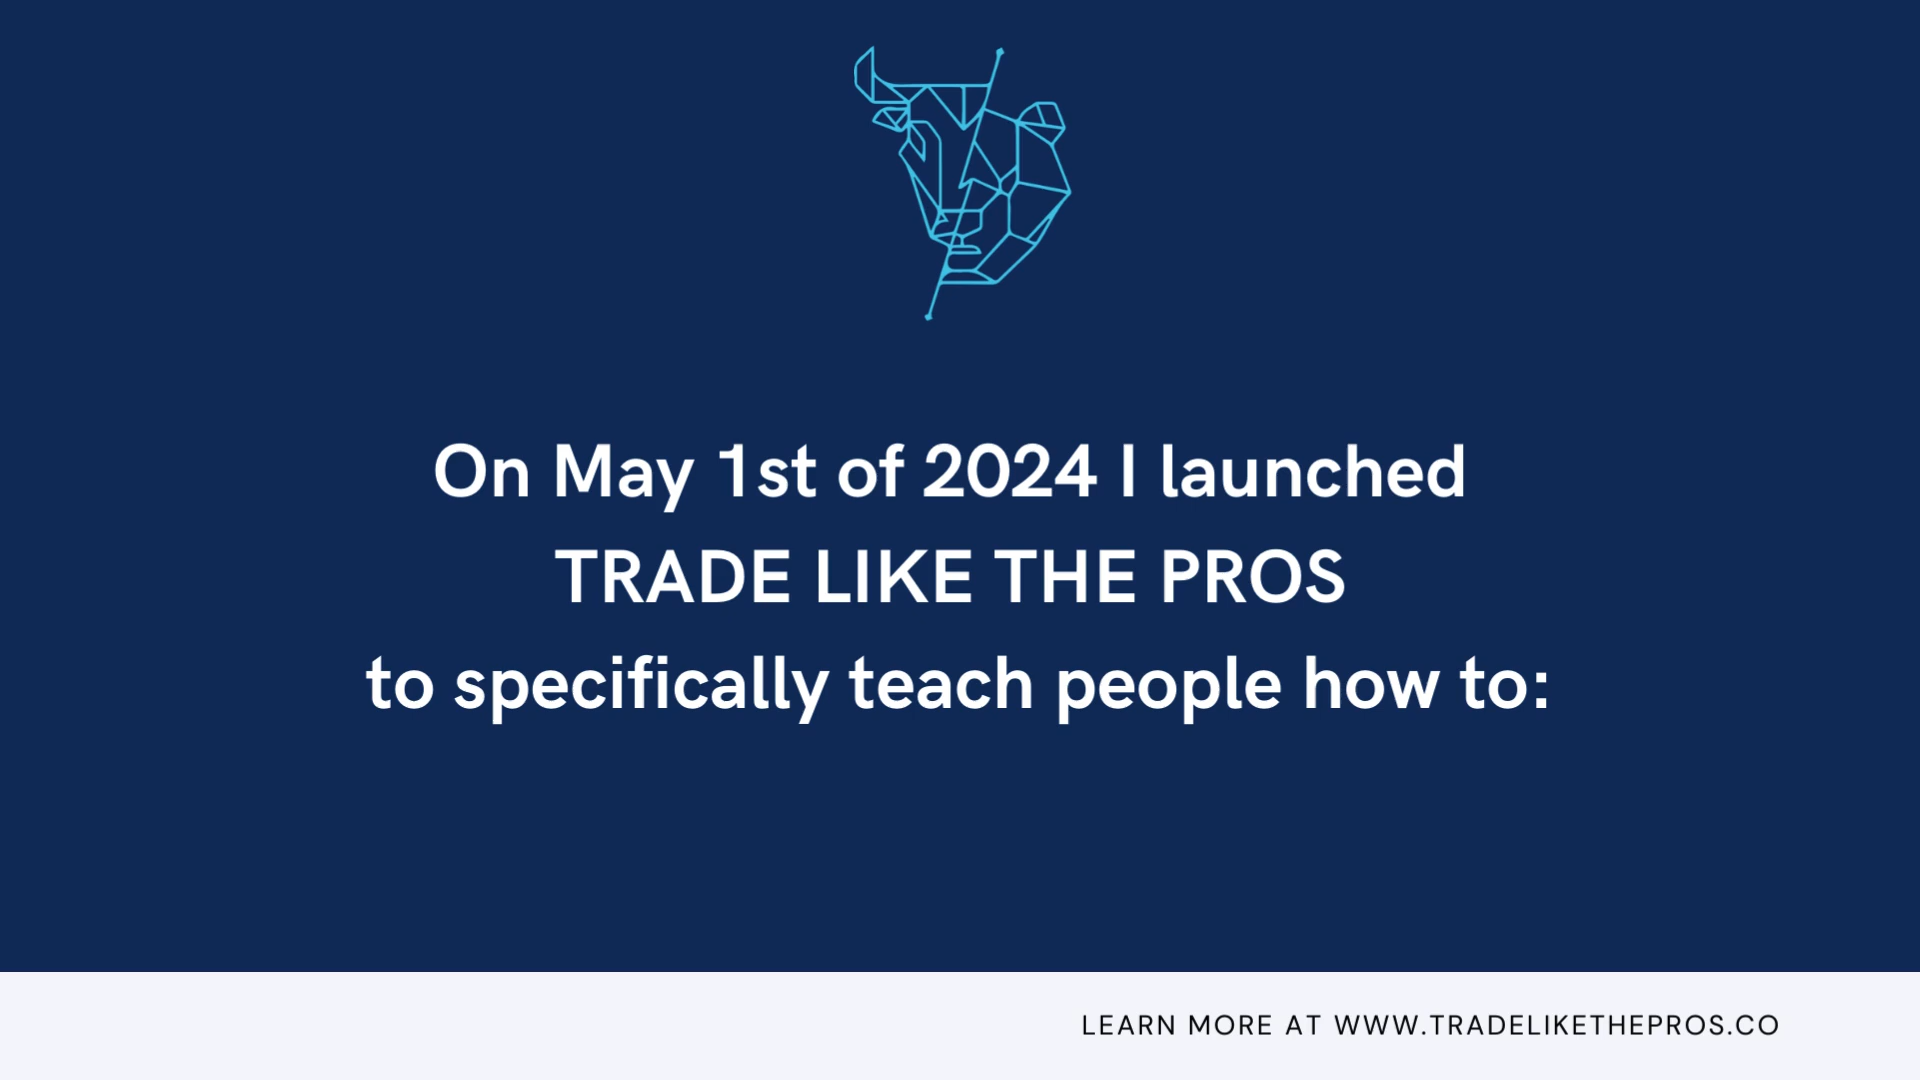 On May 1st of 2024 I launched
TRADE LIKE THE PROS
to specifically teach people how to:
LEARN MORE AT WWW.TRADELIKETHEPROS.CO